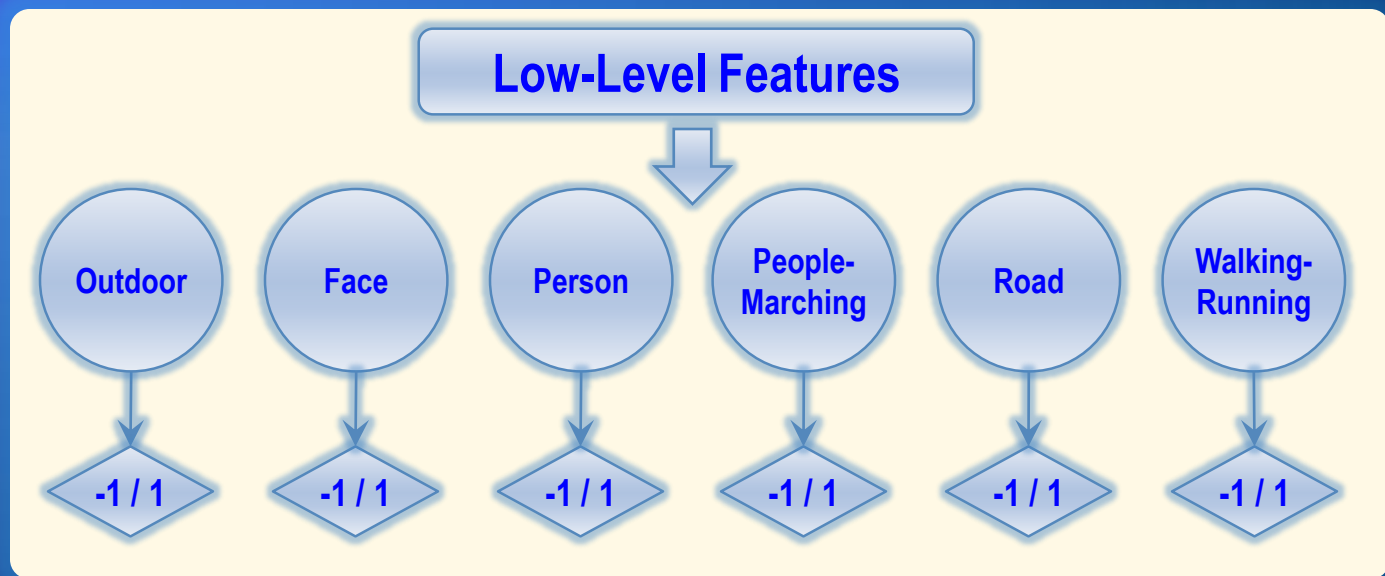 Low-Level Features
Outdoor
Face
Person
People-
Marching
Road
Walking-
Running
-1 / 1
-1 / 1
-1 / 1
-1 / 1
-1 / 1
-1 / 1